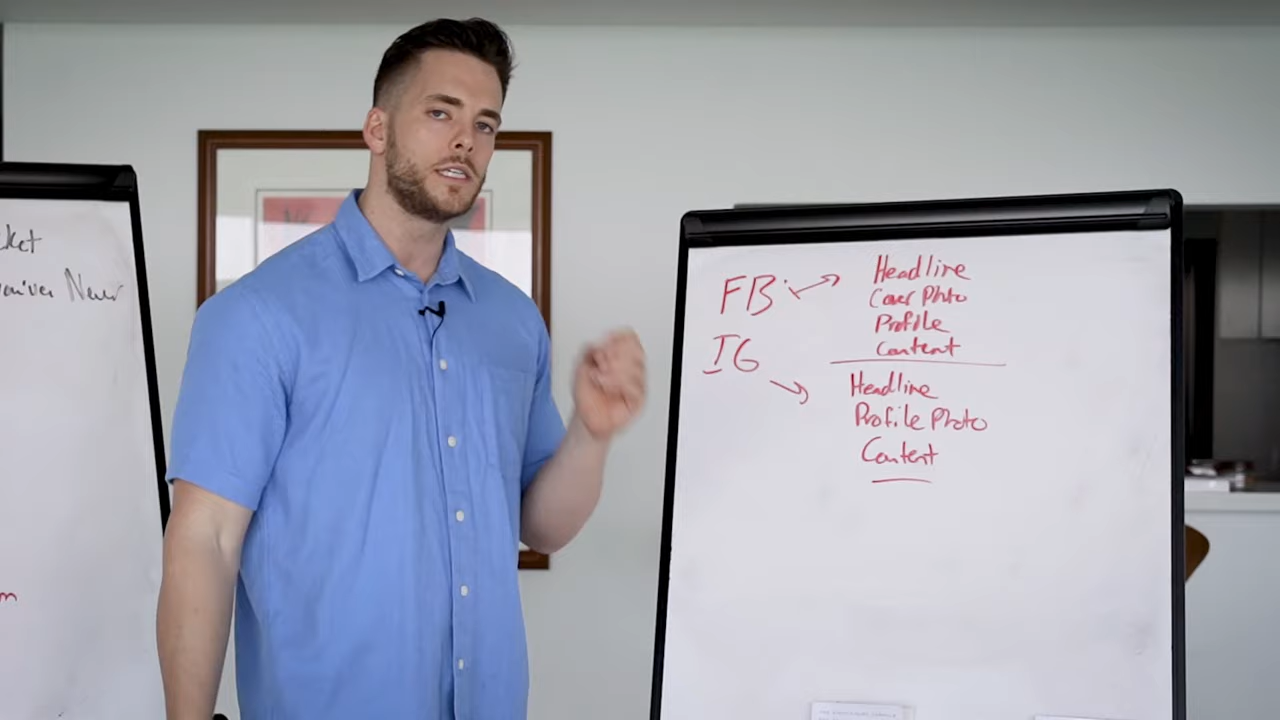 FB
Headline
Cover Photo
Profile
Content
IG
Headline
Profile Photo
Content